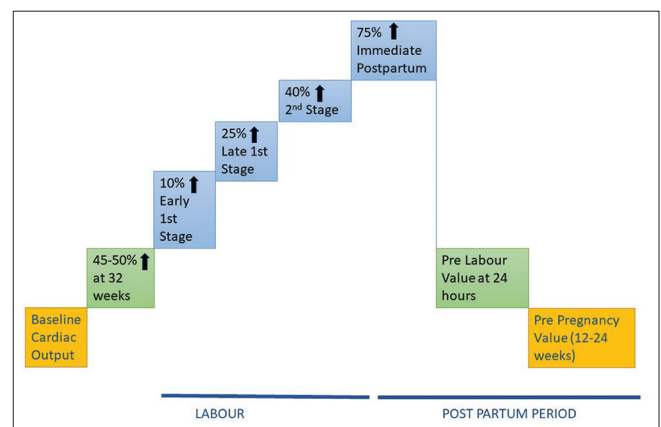 75% ⬆
Immediate
Postpartum
40% ⬆
2nd Stage
25% ⬆
Late 1st
Stage
10% ⬆
Early
1st
Stage
45-50% ⬆
at 32
weeks
Baseline
Cardiac
Output
Pre Labour
Value at 24
hours
Pre Pregnancy
Value (12-24
weeks)
LABOUR
POST PARTUM PERIOD